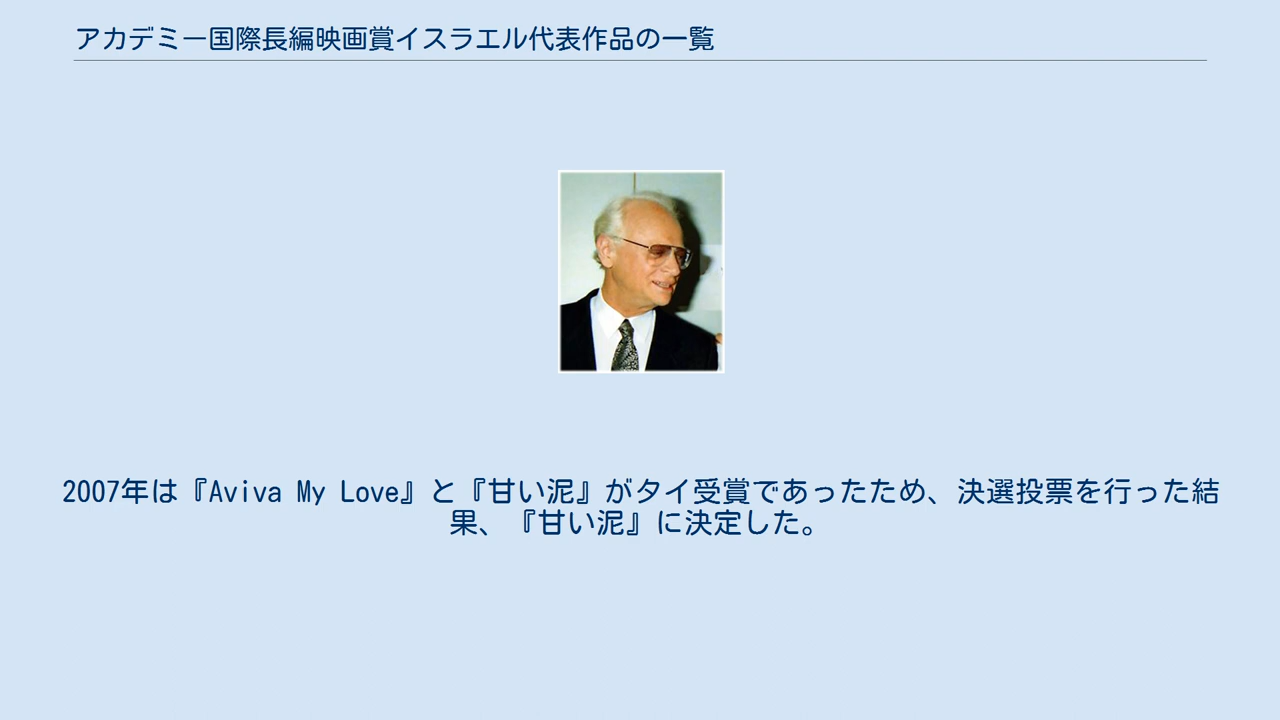 アカデミー国際長編映画賞イスラエル代表作品の一覧
2007年は『Aviva My Love』と『甘い泥』がタイ受賞であったため、決選投票を行った結
果、『甘い泥』に決定した。